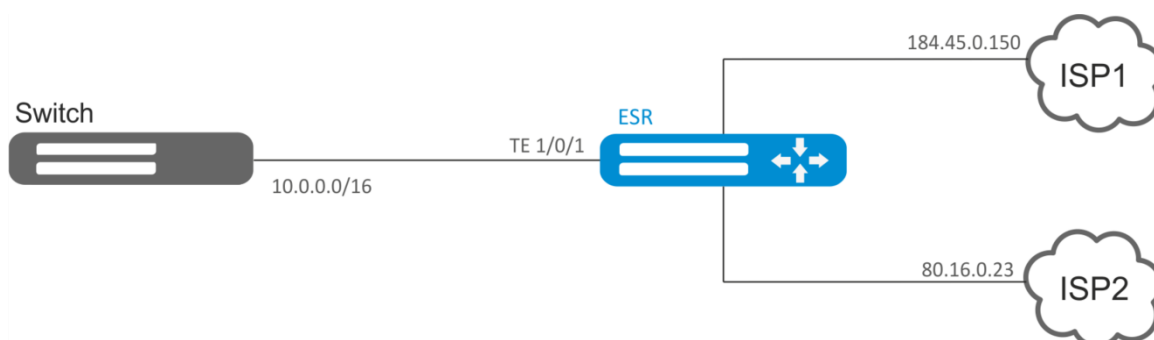 184.45.0.150
ISP1
Switch
ESR
TE 1/0/1
10.0.0.0/16
80.16.0.23
ISP2